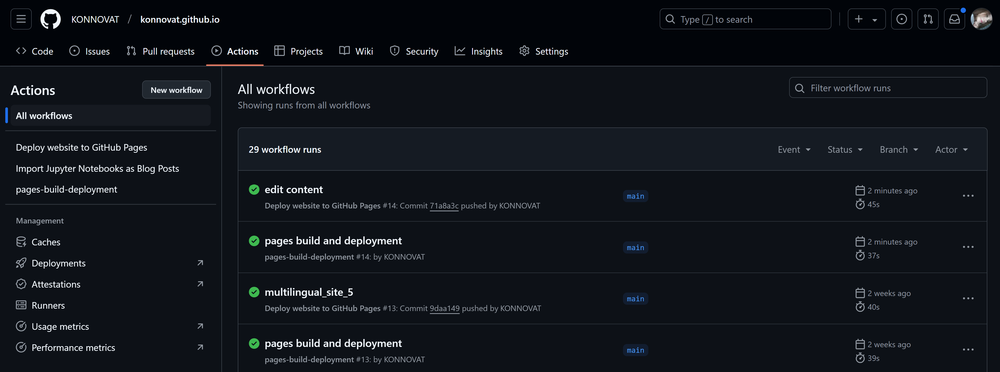 KONNOVAT / konnovat.github.io
Type / to search
Code
Issues
Pull requests
Actions
Projects
Wiki
Security
Insights
Settings
Actions
New workflow
All workflows
Deploy website to GitHub Pages
Import Jupyter Notebooks as Blog Posts
pages-build-deployment
Management
Caches
Deployments
Attestations
Runners
Usage metrics
Performance metrics
All workflows
Showing runs from all workflows
Filter workflow runs
29 workflow runs
Event
Status
Branch
Actor
edit content
Deploy website to GitHub Pages #14: Commit 71a8a3c pushed by KONNOVAT
main
2 minutes ago
45s
pages build and deployment
pages-build-deployment #14: by KONNOVAT
main
2 minutes ago
37s
multilingual_site_5
Deploy website to GitHub Pages #13: Commit 9daa149 pushed by KONNOVAT
main
2 weeks ago
40s
pages build and deployment
pages-build-deployment #13: by KONNOVAT
main
2 weeks ago
39s